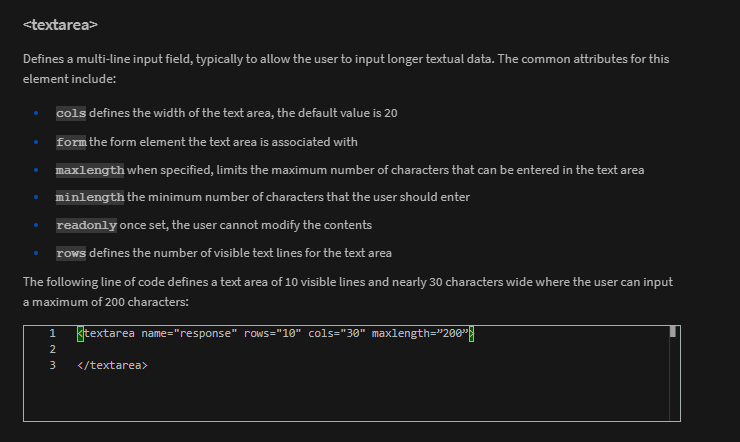 <textarea>
Defines a multi-line input field, typically to allow the user to input longer textual data. The common attributes for this
element include:
cols defines the width of the text area, the default value is 20
form the form element the text area is associated with
maxlength when specified, limits the maximum number of characters that can be entered in the text area
minlength the minimum number of characters that the user should enter
readonly once set, the user cannot modify the contents
rows defines the number of visible text lines for the text area
The following line of code defines a text area of 10 visible lines and nearly 30 characters wide where the user can input
a maximum of 200 characters:
1 <textarea name="response" rows="10" cols="30" maxlength=”200”>
2
3 </textarea>